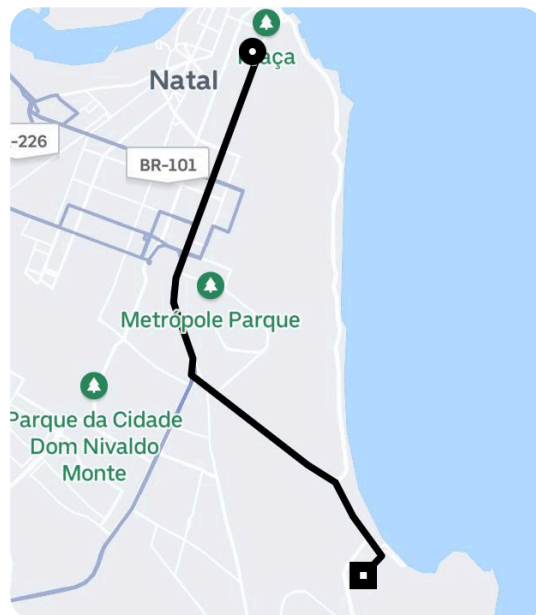 Natal
Praça
-226
BR-101
Metrópole Parque
Parque da Cidade
Dom Nivaldo
Monte